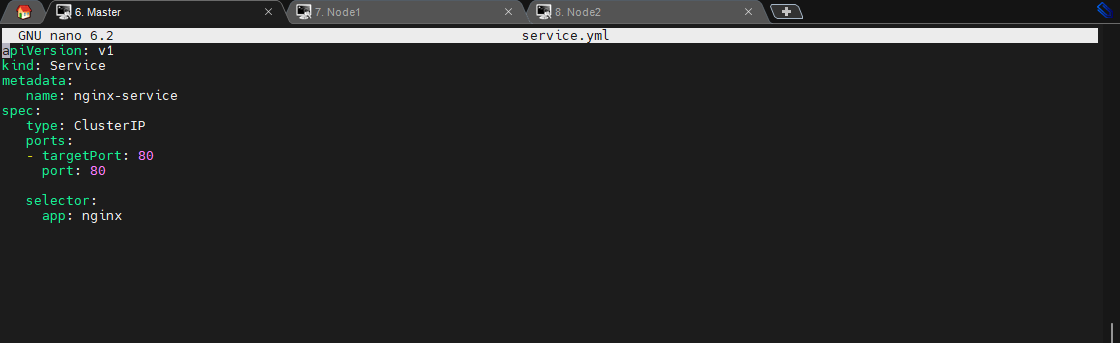 6. Master
7. Node1
8. Node2
GNU nano 6.2 service.yml
apiVersion: v1
kind: Service
metadata:
   name: nginx-service
spec:
   type: ClusterIP
   ports:
   - targetPort: 80
     port: 80
   selector:
     app: nginx